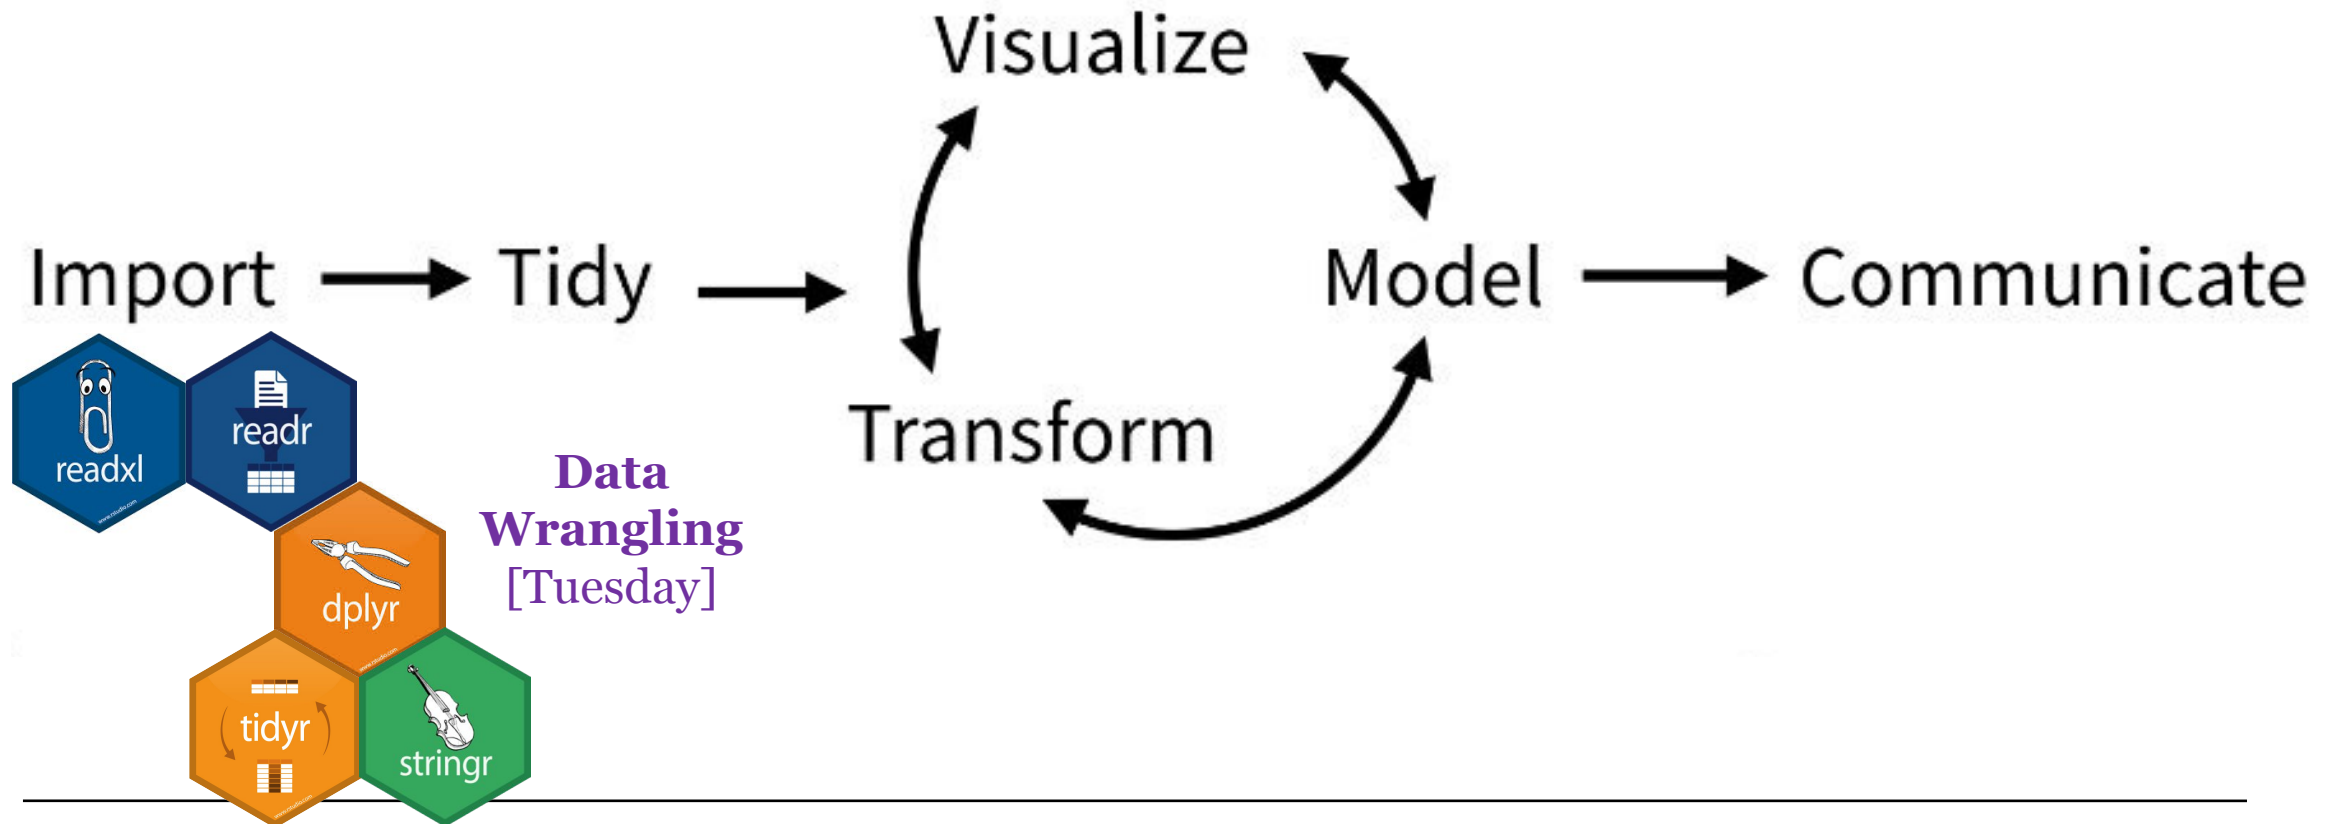 Visualize
Import
Tidy
Model
Communicate
Transform
readxl
readr
Data
Wrangling
[Tuesday]
dplyr
tidyr
stringr